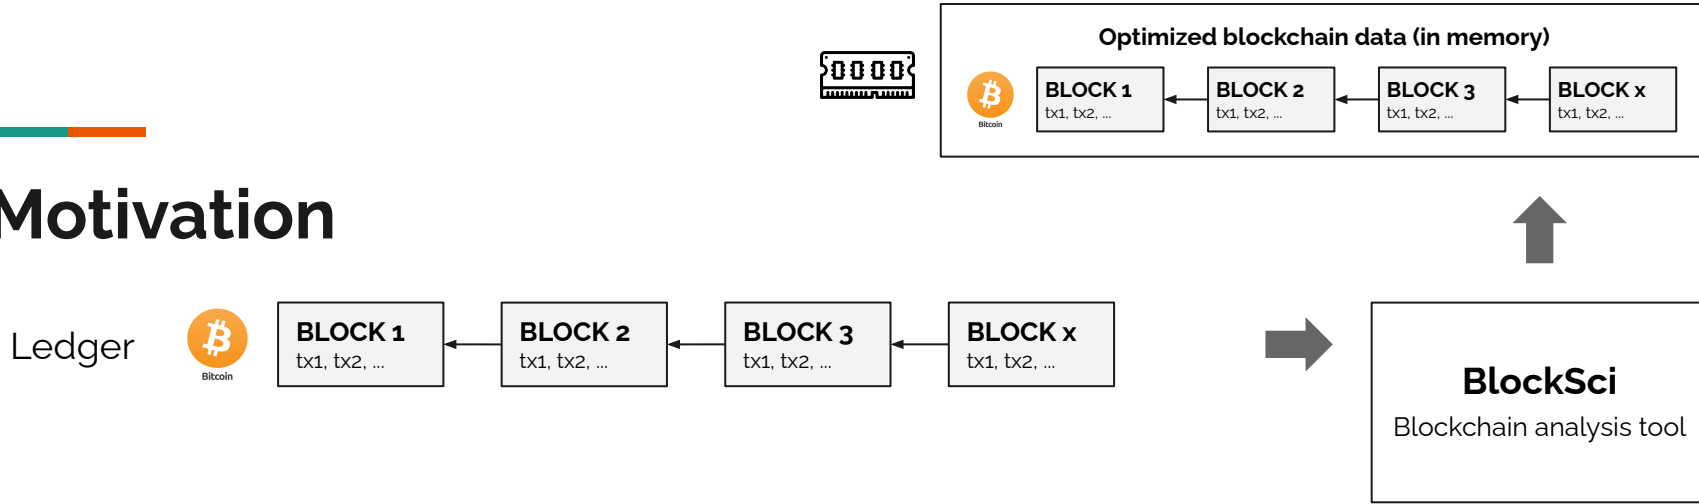 Optimized blockchain data (in memory)
Bitcoin
BLOCK 1
tx1, tx2, ...
BLOCK 2
tx1, tx2, ...
BLOCK 3
tx1, tx2, ...
BLOCK x
tx1, tx2, ...
Motivation
Ledger
Bitcoin
BLOCK 1
tx1, tx2, ...
BLOCK 2
tx1, tx2, ...
BLOCK 3
tx1, tx2, ...
BLOCK x
tx1, tx2, ...
BlockSci
Blockchain analysis tool